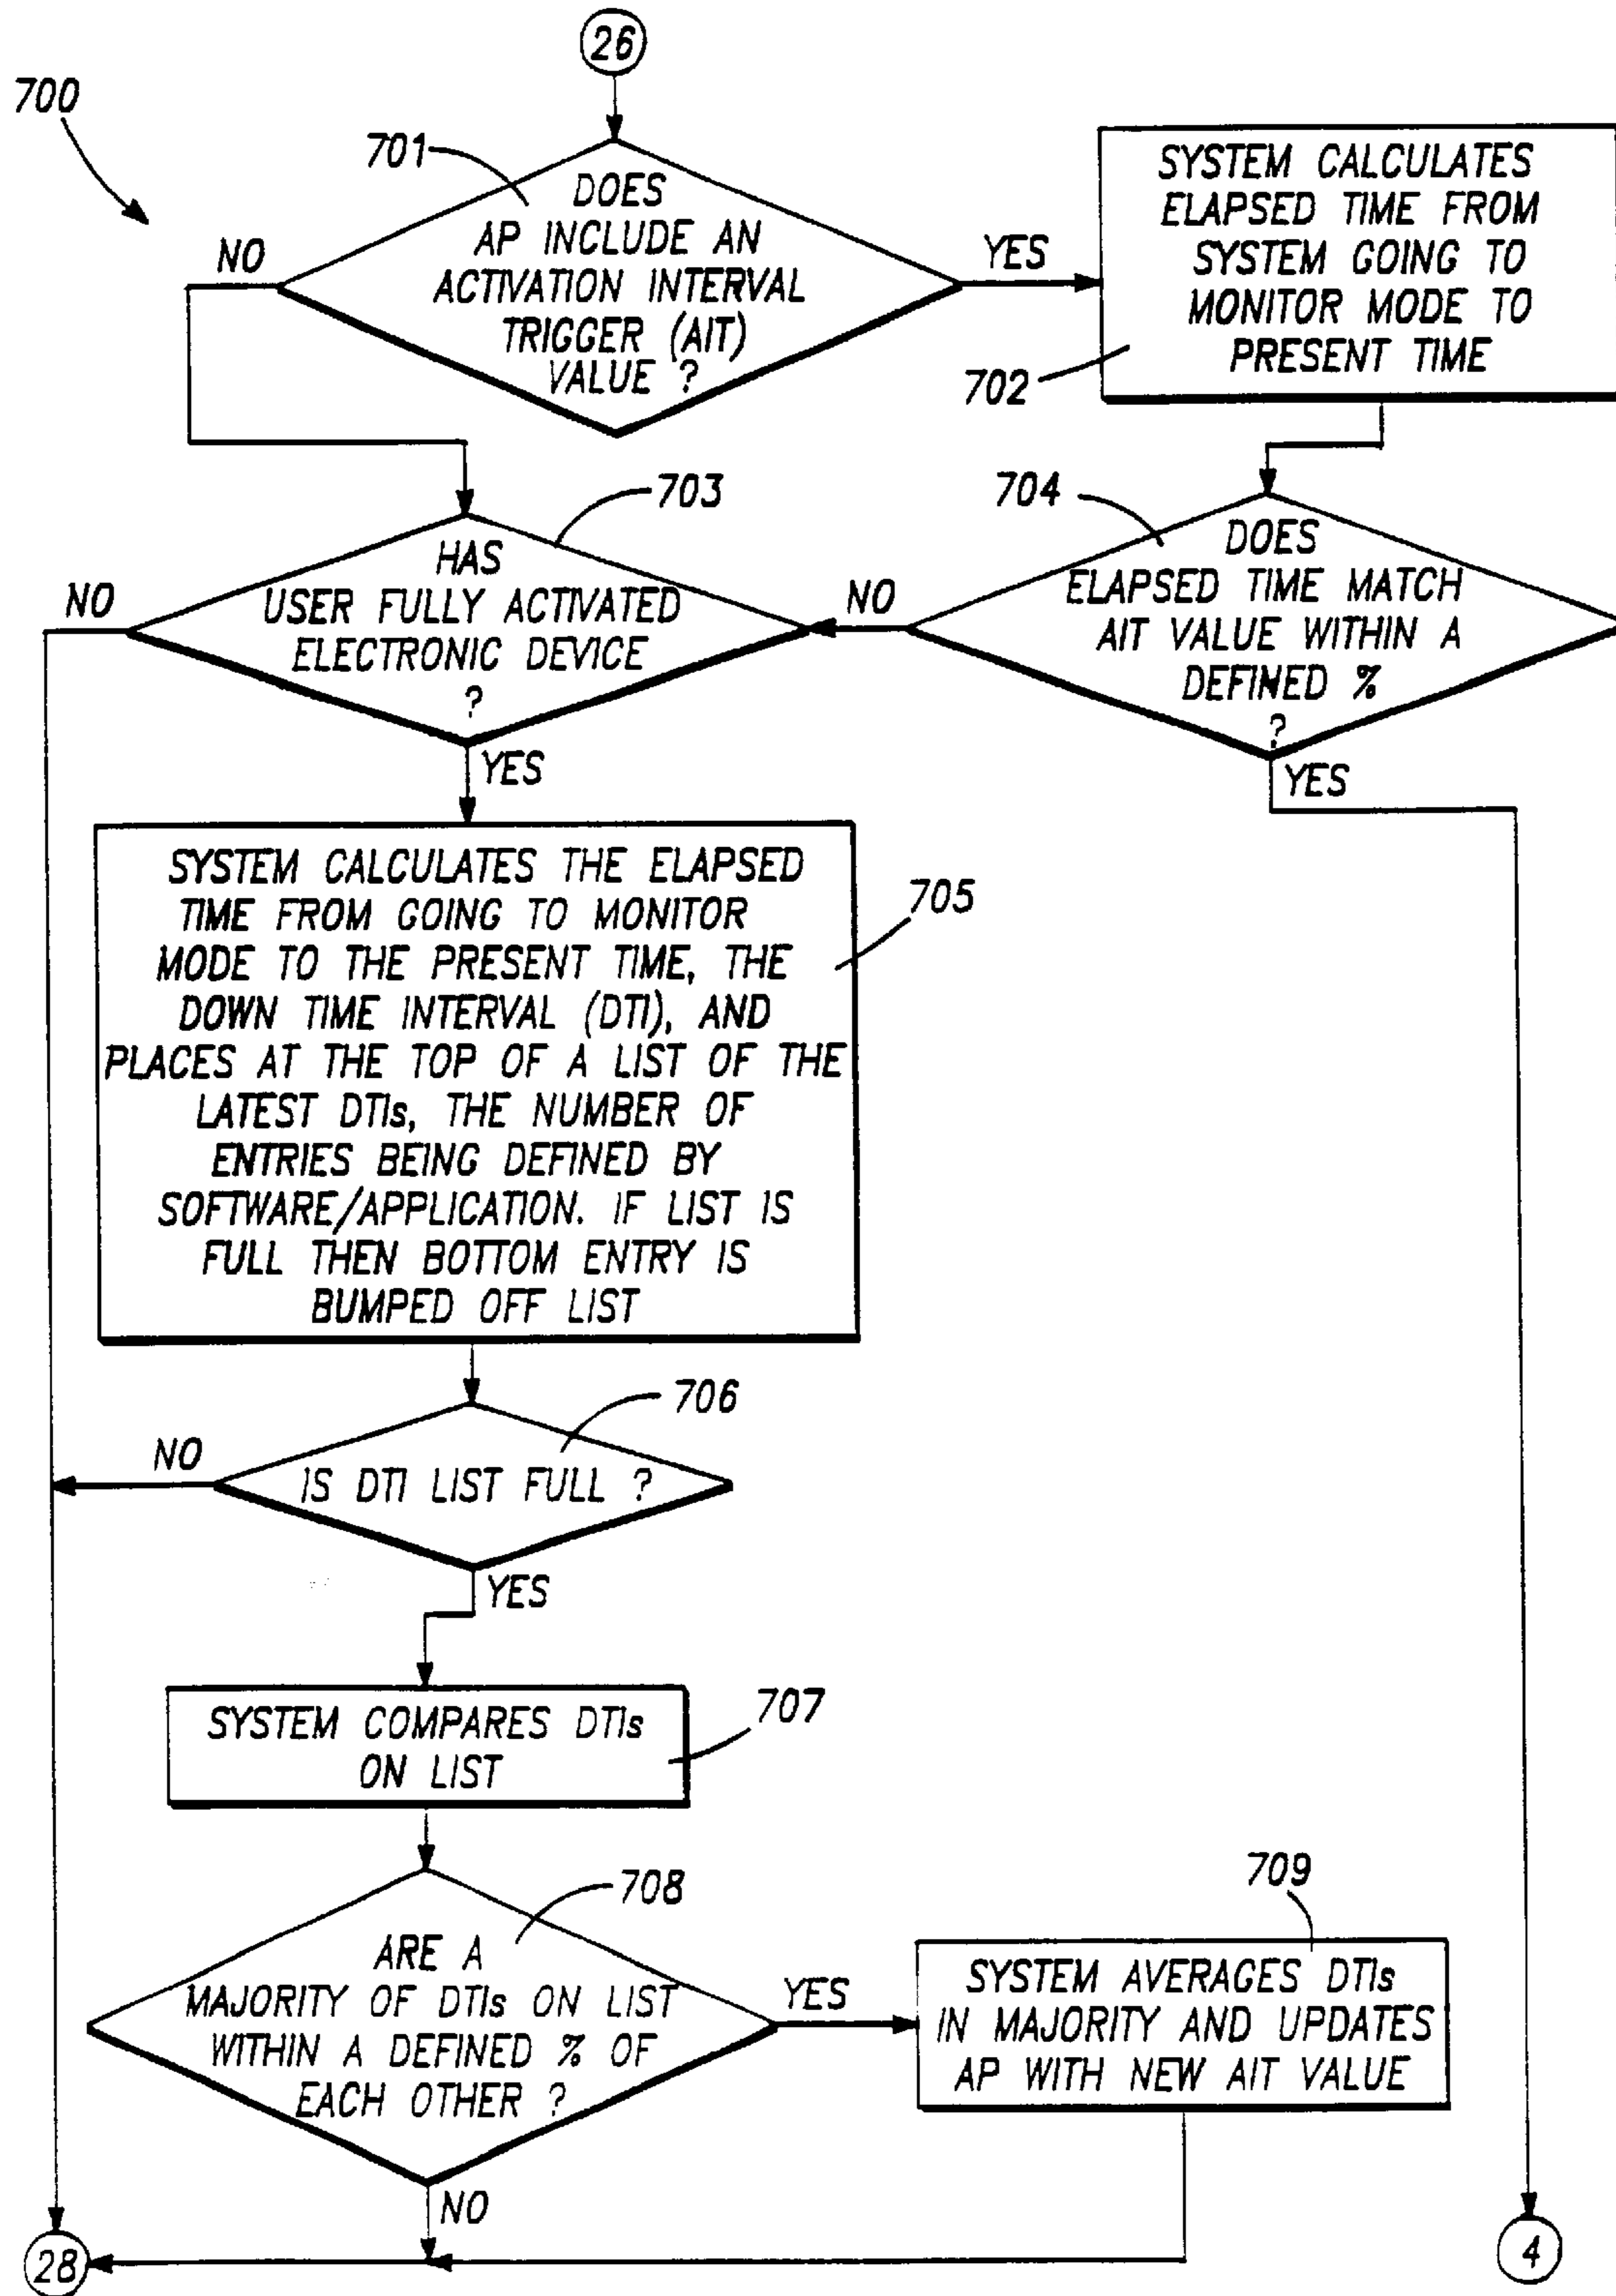 26
700
701
DOES
AP INCLUDE AN
ACTIVATION INTERVAL
TRIGGER (AIT)
VALUE ?
NO
YES
SYSTEM CALCULATES
ELAPSED TIME FROM
SYSTEM GOING TO
MONITOR MODE TO
PRESENT TIME
702
703
HAS
USER FULLY ACTIVATED
ELECTRONIC DEVICE
?
NO
YES
704
DOES
ELAPSED TIME MATCH
AIT VALUE WITHIN A
DEFINED %
?
NO
YES
SYSTEM CALCULATES THE ELAPSED
TIME FROM GOING TO MONITOR
MODE TO THE PRESENT TIME, THE
DOWN TIME INTERVAL (DTI), AND
PLACES AT THE TOP OF A LIST OF THE
LATEST DTIs, THE NUMBER OF
ENTRIES BEING DEFINED BY
SOFTWARE/APPLICATION. IF LIST IS
FULL THEN BOTTOM ENTRY IS
BUMPED OFF LIST
705
706
NO
IS DTI LIST FULL ?
YES
SYSTEM COMPARES DTIs
ON LIST
707
708
ARE A
MAJORITY OF DTIs ON LIST
WITHIN A DEFINED % OF
EACH OTHER ?
YES
NO
709
SYSTEM AVERAGES DTIs
IN MAJORITY AND UPDATES
AP WITH NEW AIT VALUE
28
4